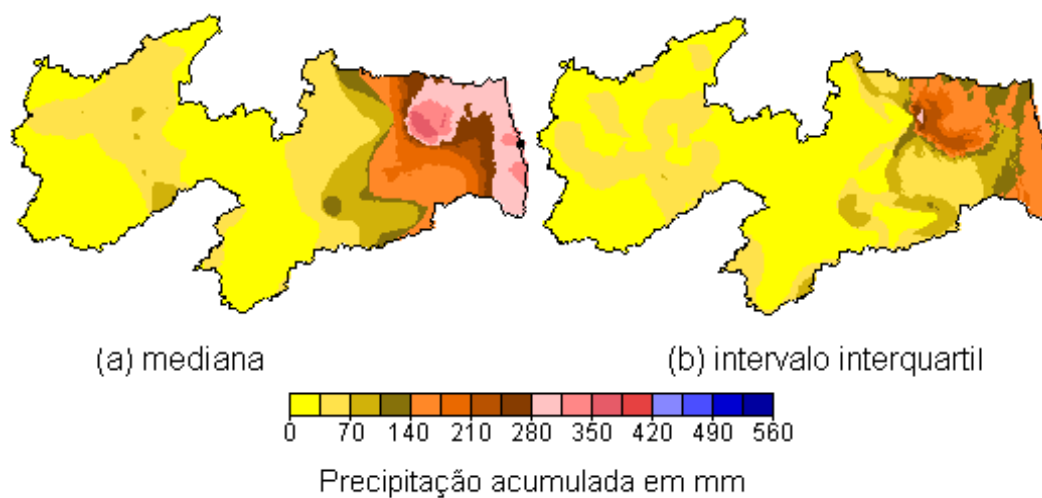 (a) mediana
(b) intervalo interquartil
0 70 140 210 280 350 420 490 560
Precipitação acumulada em mm